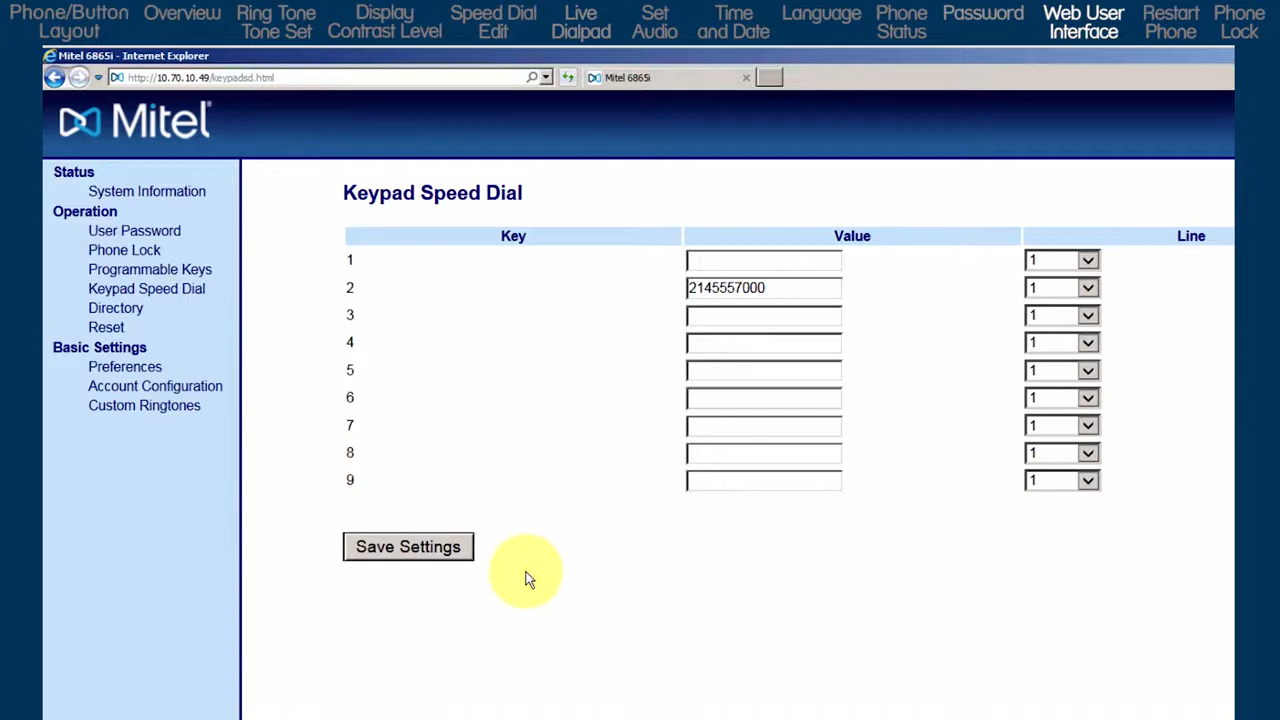 Phone/Button Layout
Overview
Ring Tone Tone Set
Display Contrast Level
Speed Dial Edit
Live Dialpad
Set Audio
Time and Date
Language
Phone Status
Password
Web User Interface
Restart Phone
Phone Lock
Mitel 6865i - Internet Explorer
http://10.70.10.49/keypadsd.html
Mitel 6865i
Mitel
Status
System Information
Operation
User Password
Phone Lock
Programmable Keys
Keypad Speed Dial
Directory
Reset
Basic Settings
Preferences
Account Configuration
Custom Ringtones
Keypad Speed Dial
Key Value Line
1 1
2 2145557000 1
3 1
4 1
5 1
6 1
7 1
8 1
9 1
Save Settings